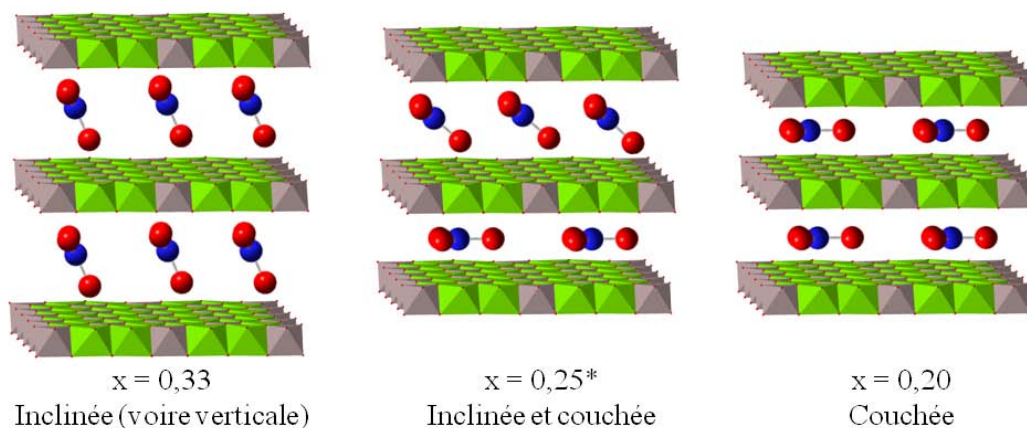 x = 0,33
Inclinée (voire verticale)
x = 0,25*
Inclinée et couchée
x = 0,20
Couchée